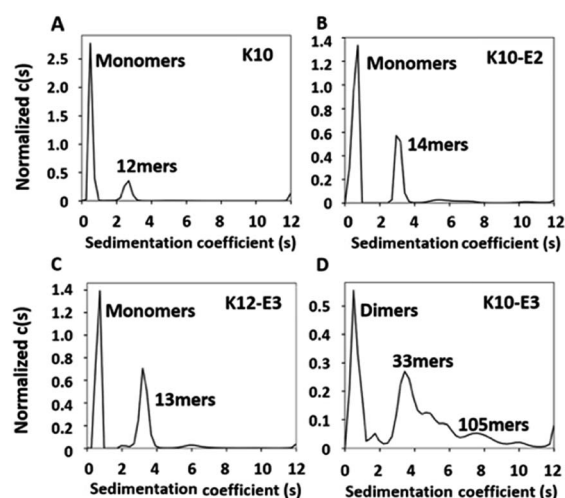 A
K10
Monomers
12mers
Normalized c(s)
2.5
2.0
1.5
1.0
0.5
0.0
0 2 4 6 8 10 12
Sedimentation coefficient (s)
B
K10-E2
Monomers
14mers
1.4
1.2
1.0
0.8
0.6
0.4
0.2
0
0 2 4 6 8 10 12
Sedimentation coefficient (s)
C
K12-E3
Monomers
13mers
Normalized c(s)
1.4
1.2
1.0
0.8
0.6
0.4
0.2
0
0 2 4 6 8 10 12
Sedimentation coefficient (s)
D
K10-E3
Dimers
33mers
105mers
0.5
0.4
0.3
0.2
0.1
0
0 2 4 6 8 10 12
Sedimentation coefficient (s)